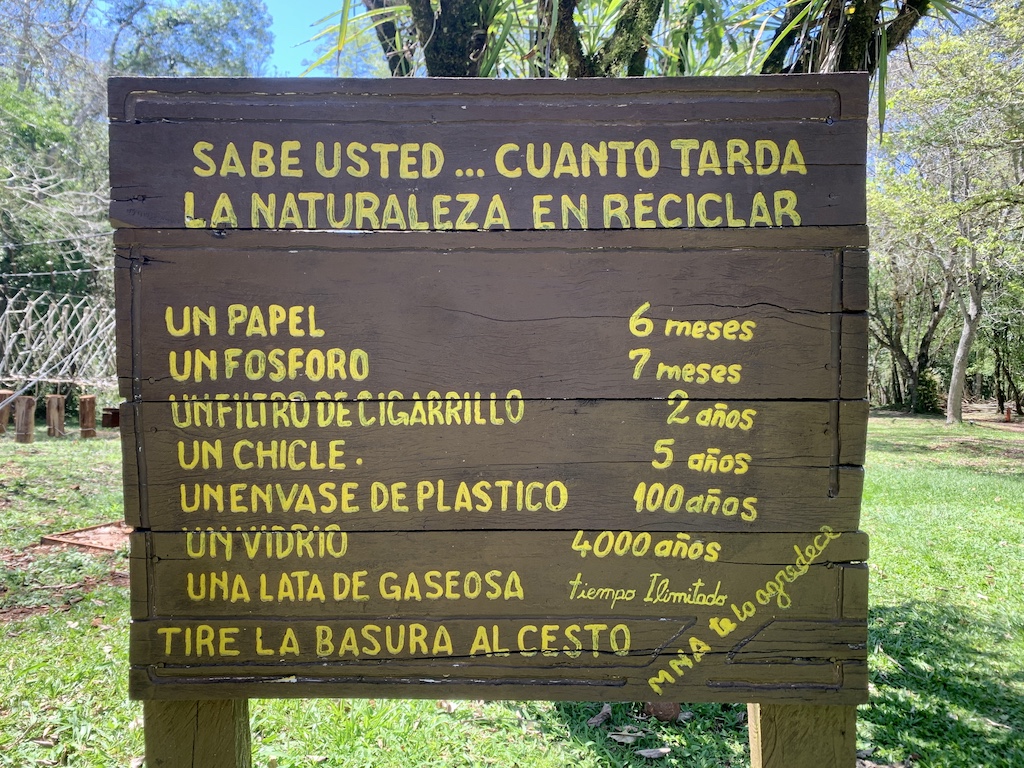 SABE USTED ... CUANTO TARDA
LA NATURALEZA EN RECICLAR
UN PAPEL 6 meses
UN FOSFORO 7 meses
UN FILTRO DE CIGARRILLO 2 años
UN CHICLE . 5 años
UN ENVASE DE PLASTICO 100 años
UN VIDRIO 4000 años
UNA LATA DE GASEOSA tiempo Ilimitado
TIRE LA BASURA AL CESTO
MNA te lo agradece